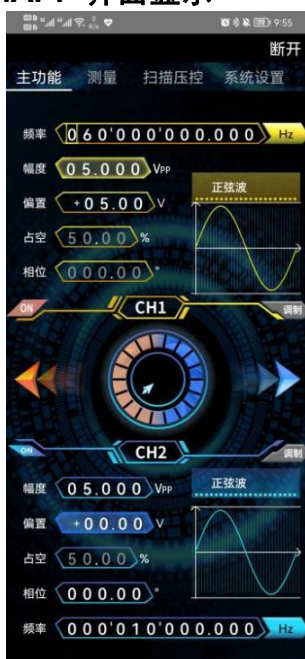 9:55
断开
主功能 测量 扫描压控 系统设置
频率 060'000'000.000 Hz
幅度 05.000 VPP
正弦波
偏置 +05.00 V
占空 50.00 %
相位 000.00 °
ON CH1 调制
ON CH2 调制
幅度 05.000 VPP
正弦波
偏置 +00.00 V
占空 50.00 %
相位 000.00 °
频率 000'010'000.000 Hz